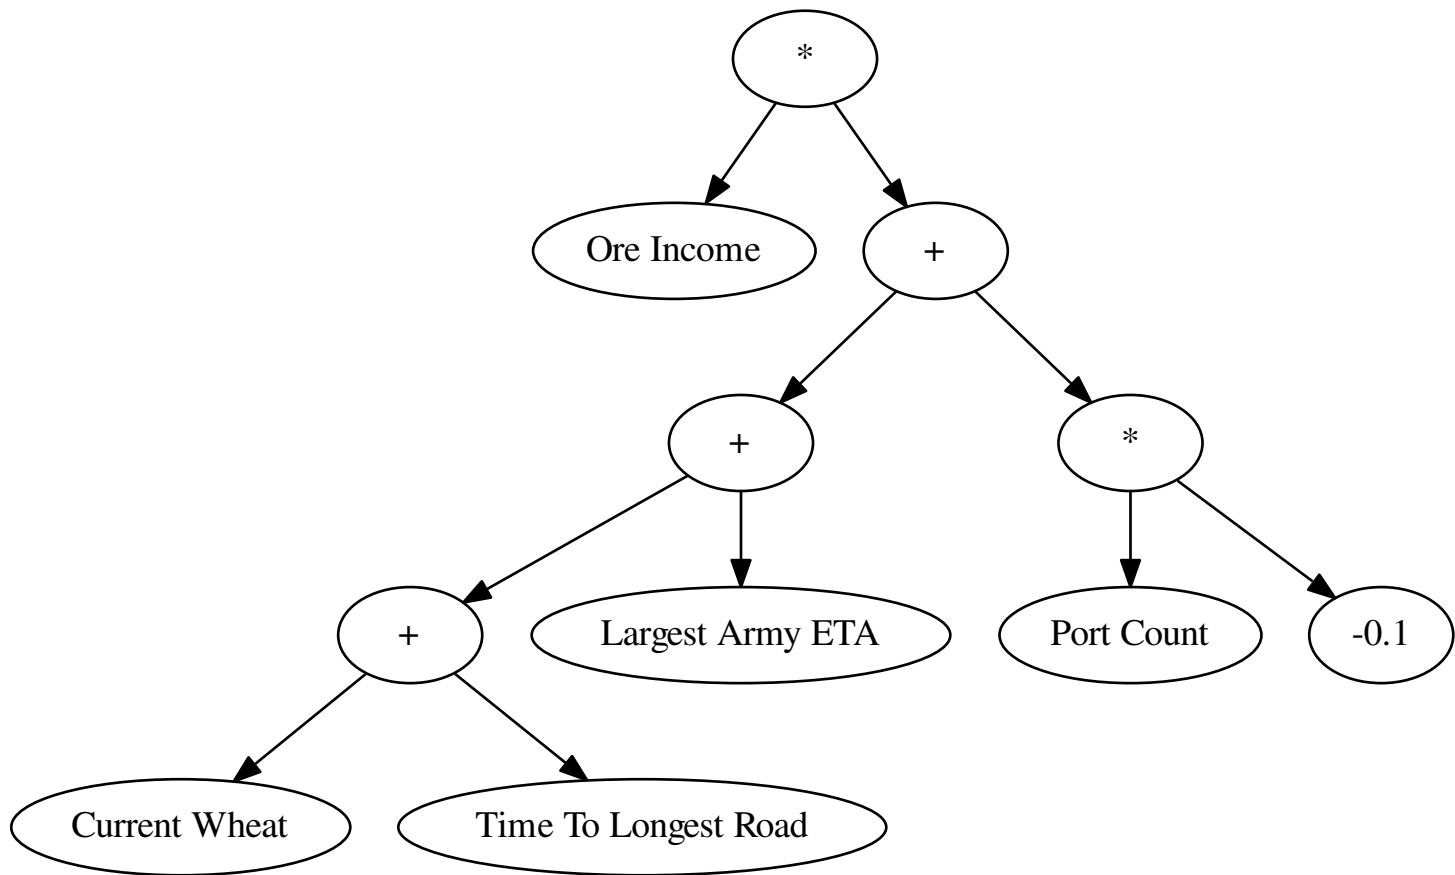 *
Ore Income
+
+
*
+
Largest Army ETA
Port Count
-0.1
Current Wheat
Time To Longest Road